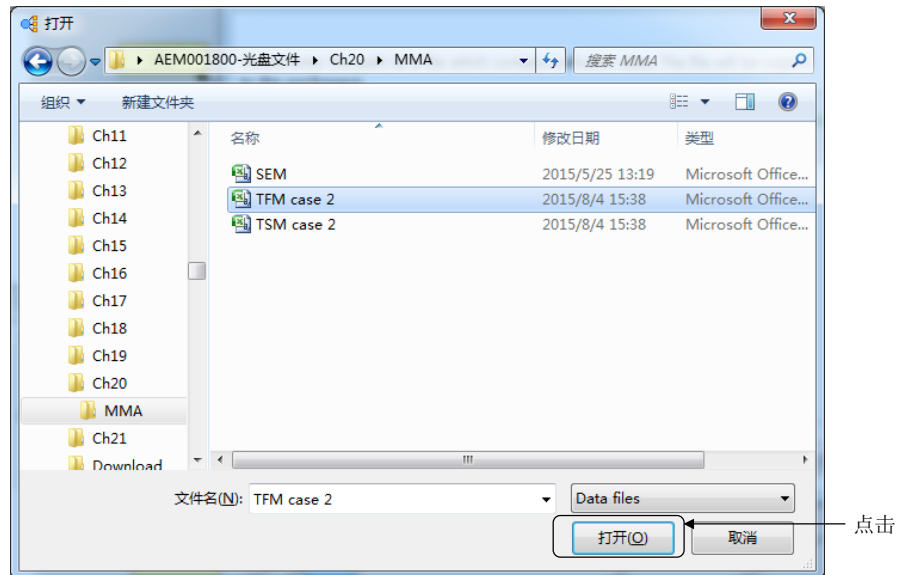 打开
AEM001800-光盘文件 Ch20 MMA 搜索 MMA
组织 新建文件夹
名称 修改日期 类型
Ch11
Ch12
Ch13
Ch14
Ch15
Ch16
Ch17
Ch18
Ch19
Ch20
MMA
Ch21
Download
SEM 2015/5/25 13:19 Microsoft Office...
TFM case 2 2015/8/4 15:38 Microsoft Office...
TSM case 2 2015/8/4 15:38 Microsoft Office...
文件名(N): TFM case 2 Data files
打开(O) 取消 点击